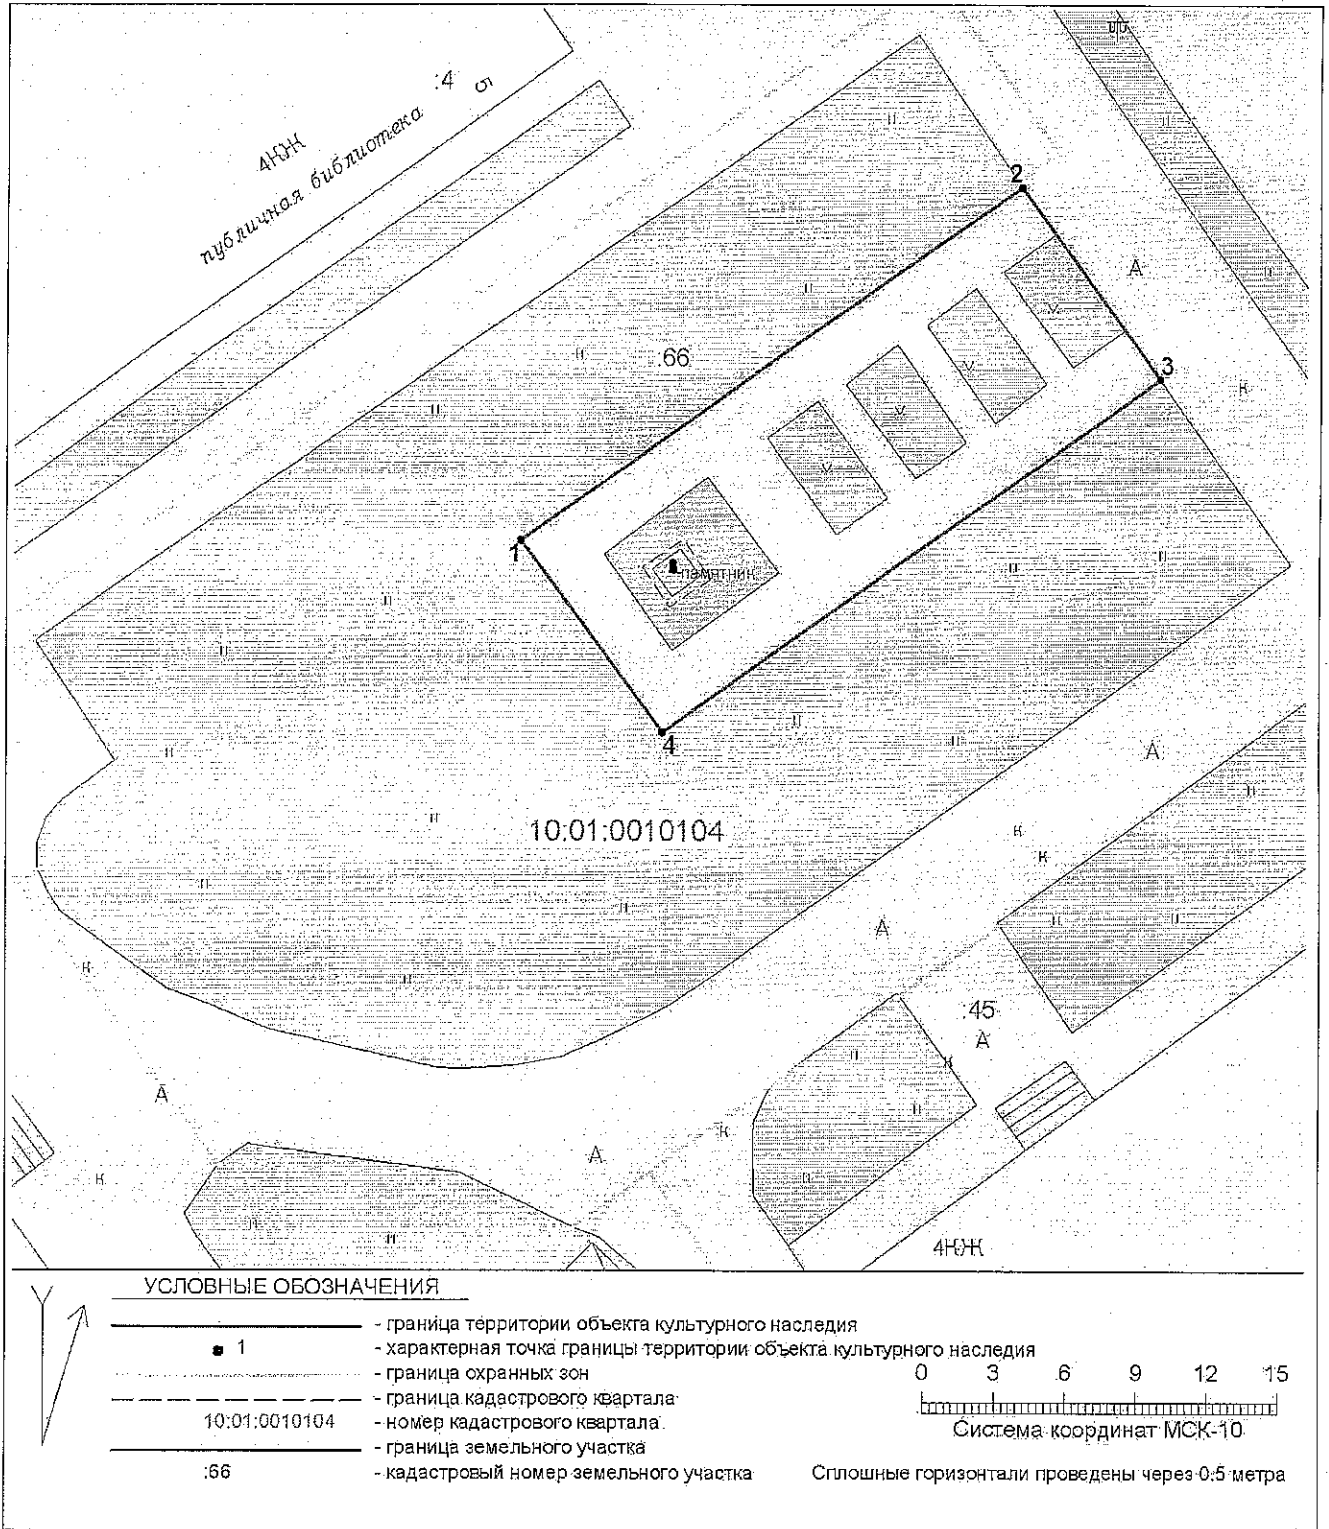 :4 5
4КЖ
публичная библиотека
2
А
:66
3
к
1
памятник
4
А
10:01:0010104
к
к
А
к
:45
А
к
А
к
А
к
4КЖ
УСЛОВНЫЕ ОБОЗНАЧЕНИЯ
- граница территории объекта культурного наследия
1 - характерная точка границы территории объекта культурного наследия
- граница охранных зон
- граница кадастрового квартала
10:01:0010104 - номер кадастрового квартала
- граница земельного участка
:66 - кадастровый номер земельного участка
0 3 6 9 12 15
Система координат МСК-10
Сплошные горизонтали проведены через 0.5 метра